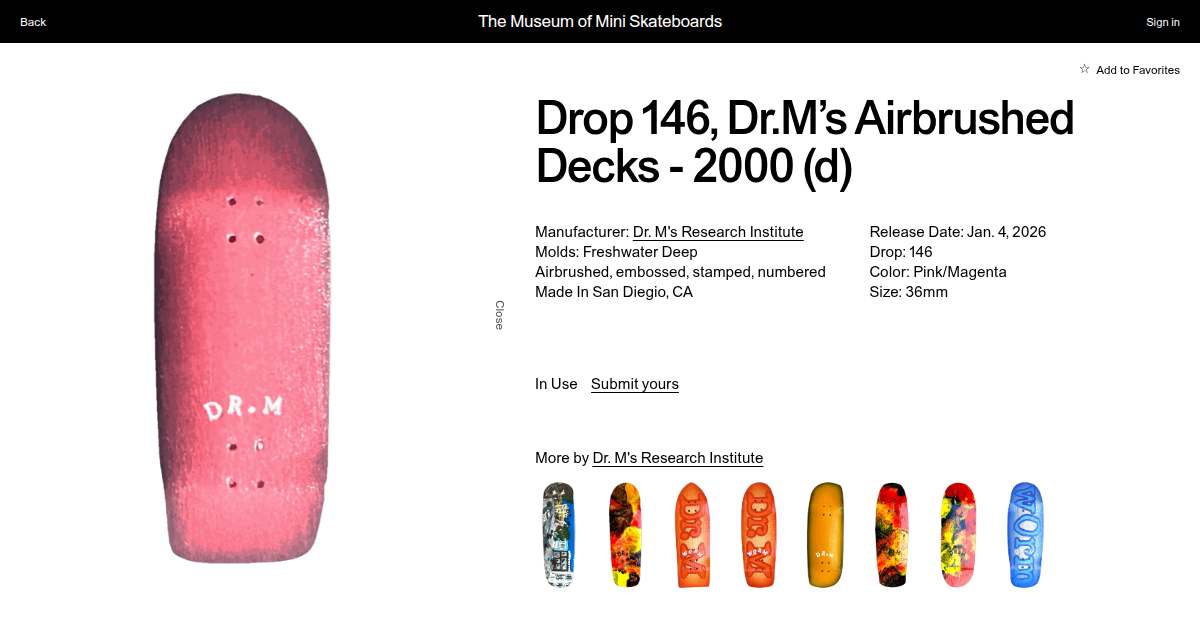 Back
The Museum of Mini Skateboards
Sign in
☆ Add to Favorites
Drop 146, Dr.M’s Airbrushed
Decks - 2000 (d)
Manufacturer: Dr. M's Research Institute
Molds: Freshwater Deep
Airbrushed, embossed, stamped, numbered
Made In San Diegio, CA
Release Date: Jan. 4, 2026
Drop: 146
Color: Pink/Magenta
Size: 36mm
DR.M
Close
In Use Submit yours
More by Dr. M's Research Institute
DR.M
WORM